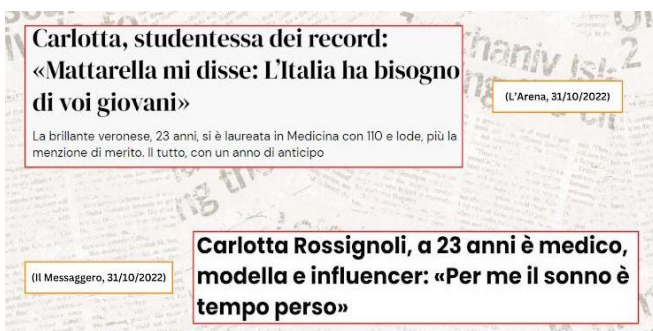 Carlotta, studentessa dei record:
«Mattarella mi disse: L'Italia ha bisogno
di voi giovani»
(L'Arena, 31/10/2022)
La brillante veronese, 23 anni, si è laureata in Medicina con 110 e lode, più la
menzione di merito. Il tutto, con un anno di anticipo
Carlotta Rossignoli, a 23 anni è medico,
modella e influencer: «Per me il sonno è
tempo perso»
(Il Messaggero, 31/10/2022)